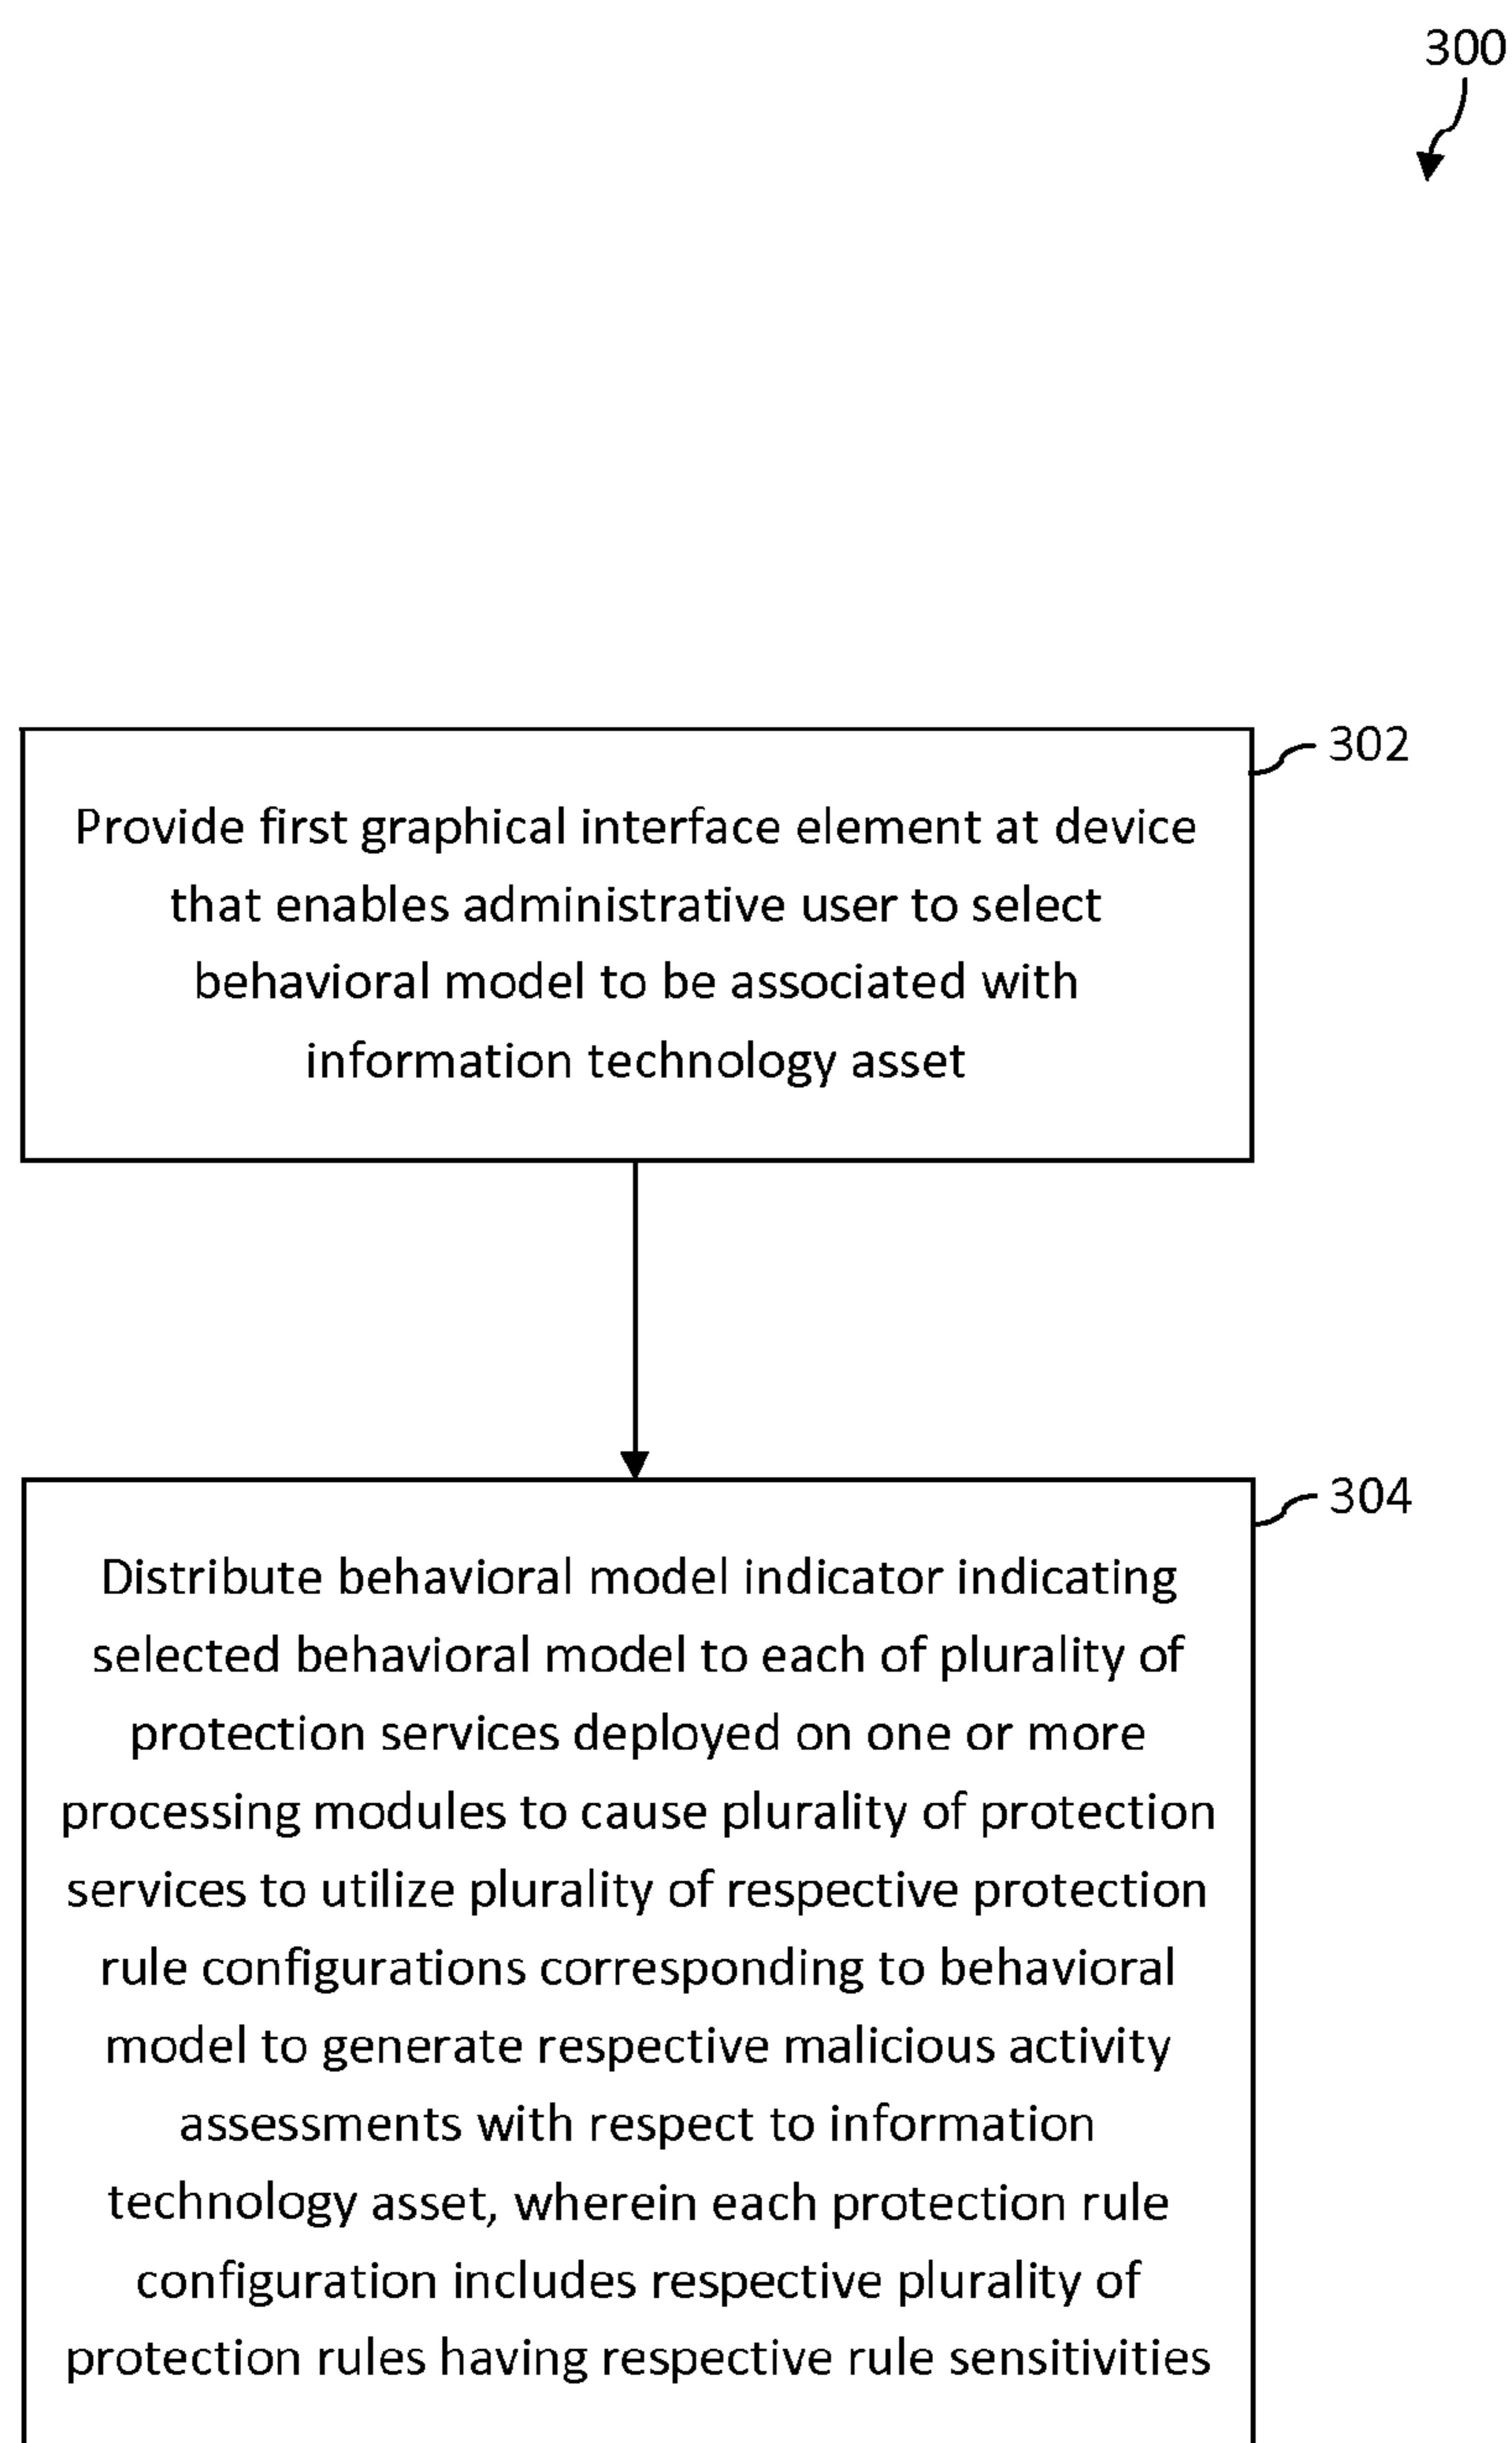 300
302
Provide first graphical interface element at device
that enables administrative user to select
behavioral model to be associated with
information technology asset
304
Distribute behavioral model indicator indicating
selected behavioral model to each of plurality of
protection services deployed on one or more
processing modules to cause plurality of protection
services to utilize plurality of respective protection
rule configurations corresponding to behavioral
model to generate respective malicious activity
assessments with respect to information
technology asset, wherein each protection rule
configuration includes respective plurality of
protection rules having respective rule sensitivities